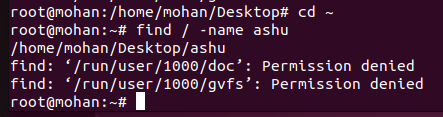 root@mohan:/home/mohan/Desktop# cd ~
root@mohan:~# find / -name ashu
/home/mohan/Desktop/ashu
find: ‘/run/user/1000/doc’: Permission denied
find: ‘/run/user/1000/gvfs’: Permission denied
root@mohan:~#